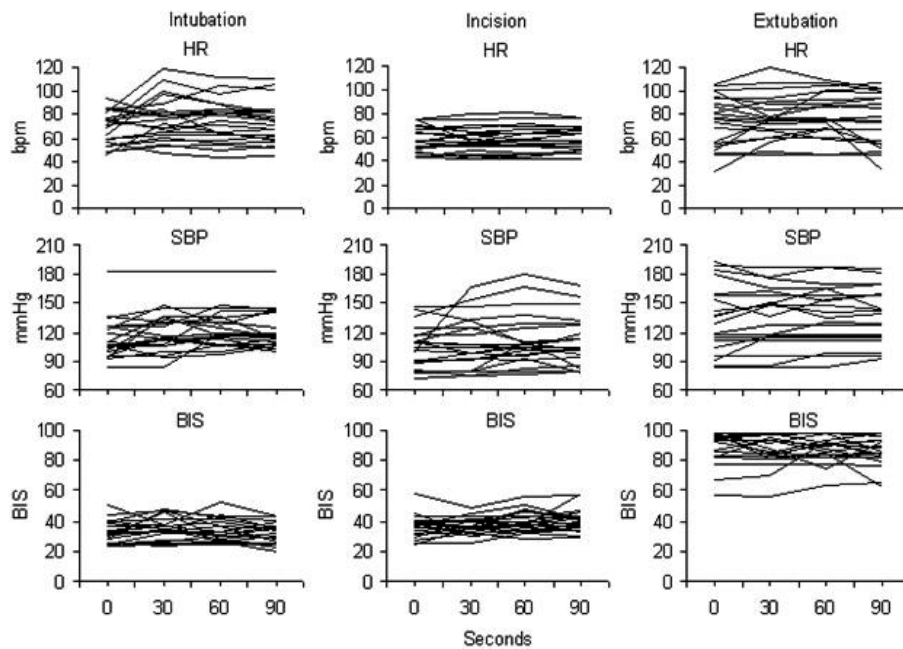 Intubation Incision Extubation
HR HR HR
bpm bpm bpm
120 120 120
100 100 100
80 80 80
60 60 60
40 40 40
20 20 20
0 0 0
SBP SBP SBP
mmHg mmHg mmHg
210 210 210
180 180 180
150 150 150
120 120 120
90 90 90
60 60 60
BIS BIS BIS
BIS BIS BIS
100 100 100
80 80 80
60 60 60
40 40 40
20 20 20
0 0 0
0 30 60 90 0 30 60 90 0 30 60 90
Seconds